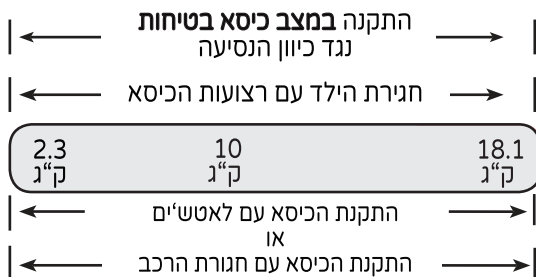 התקנה במצב כיסא בטיחות
נגד כיוון הנסיעה
חגירת הילד עם רצועות הכיסא
2.3 10 18.1
ק"ג ק"ג ק"ג
התקנת הכיסא עם לאטש'ים
או
התקנת הכיסא עם חגורת הרכב